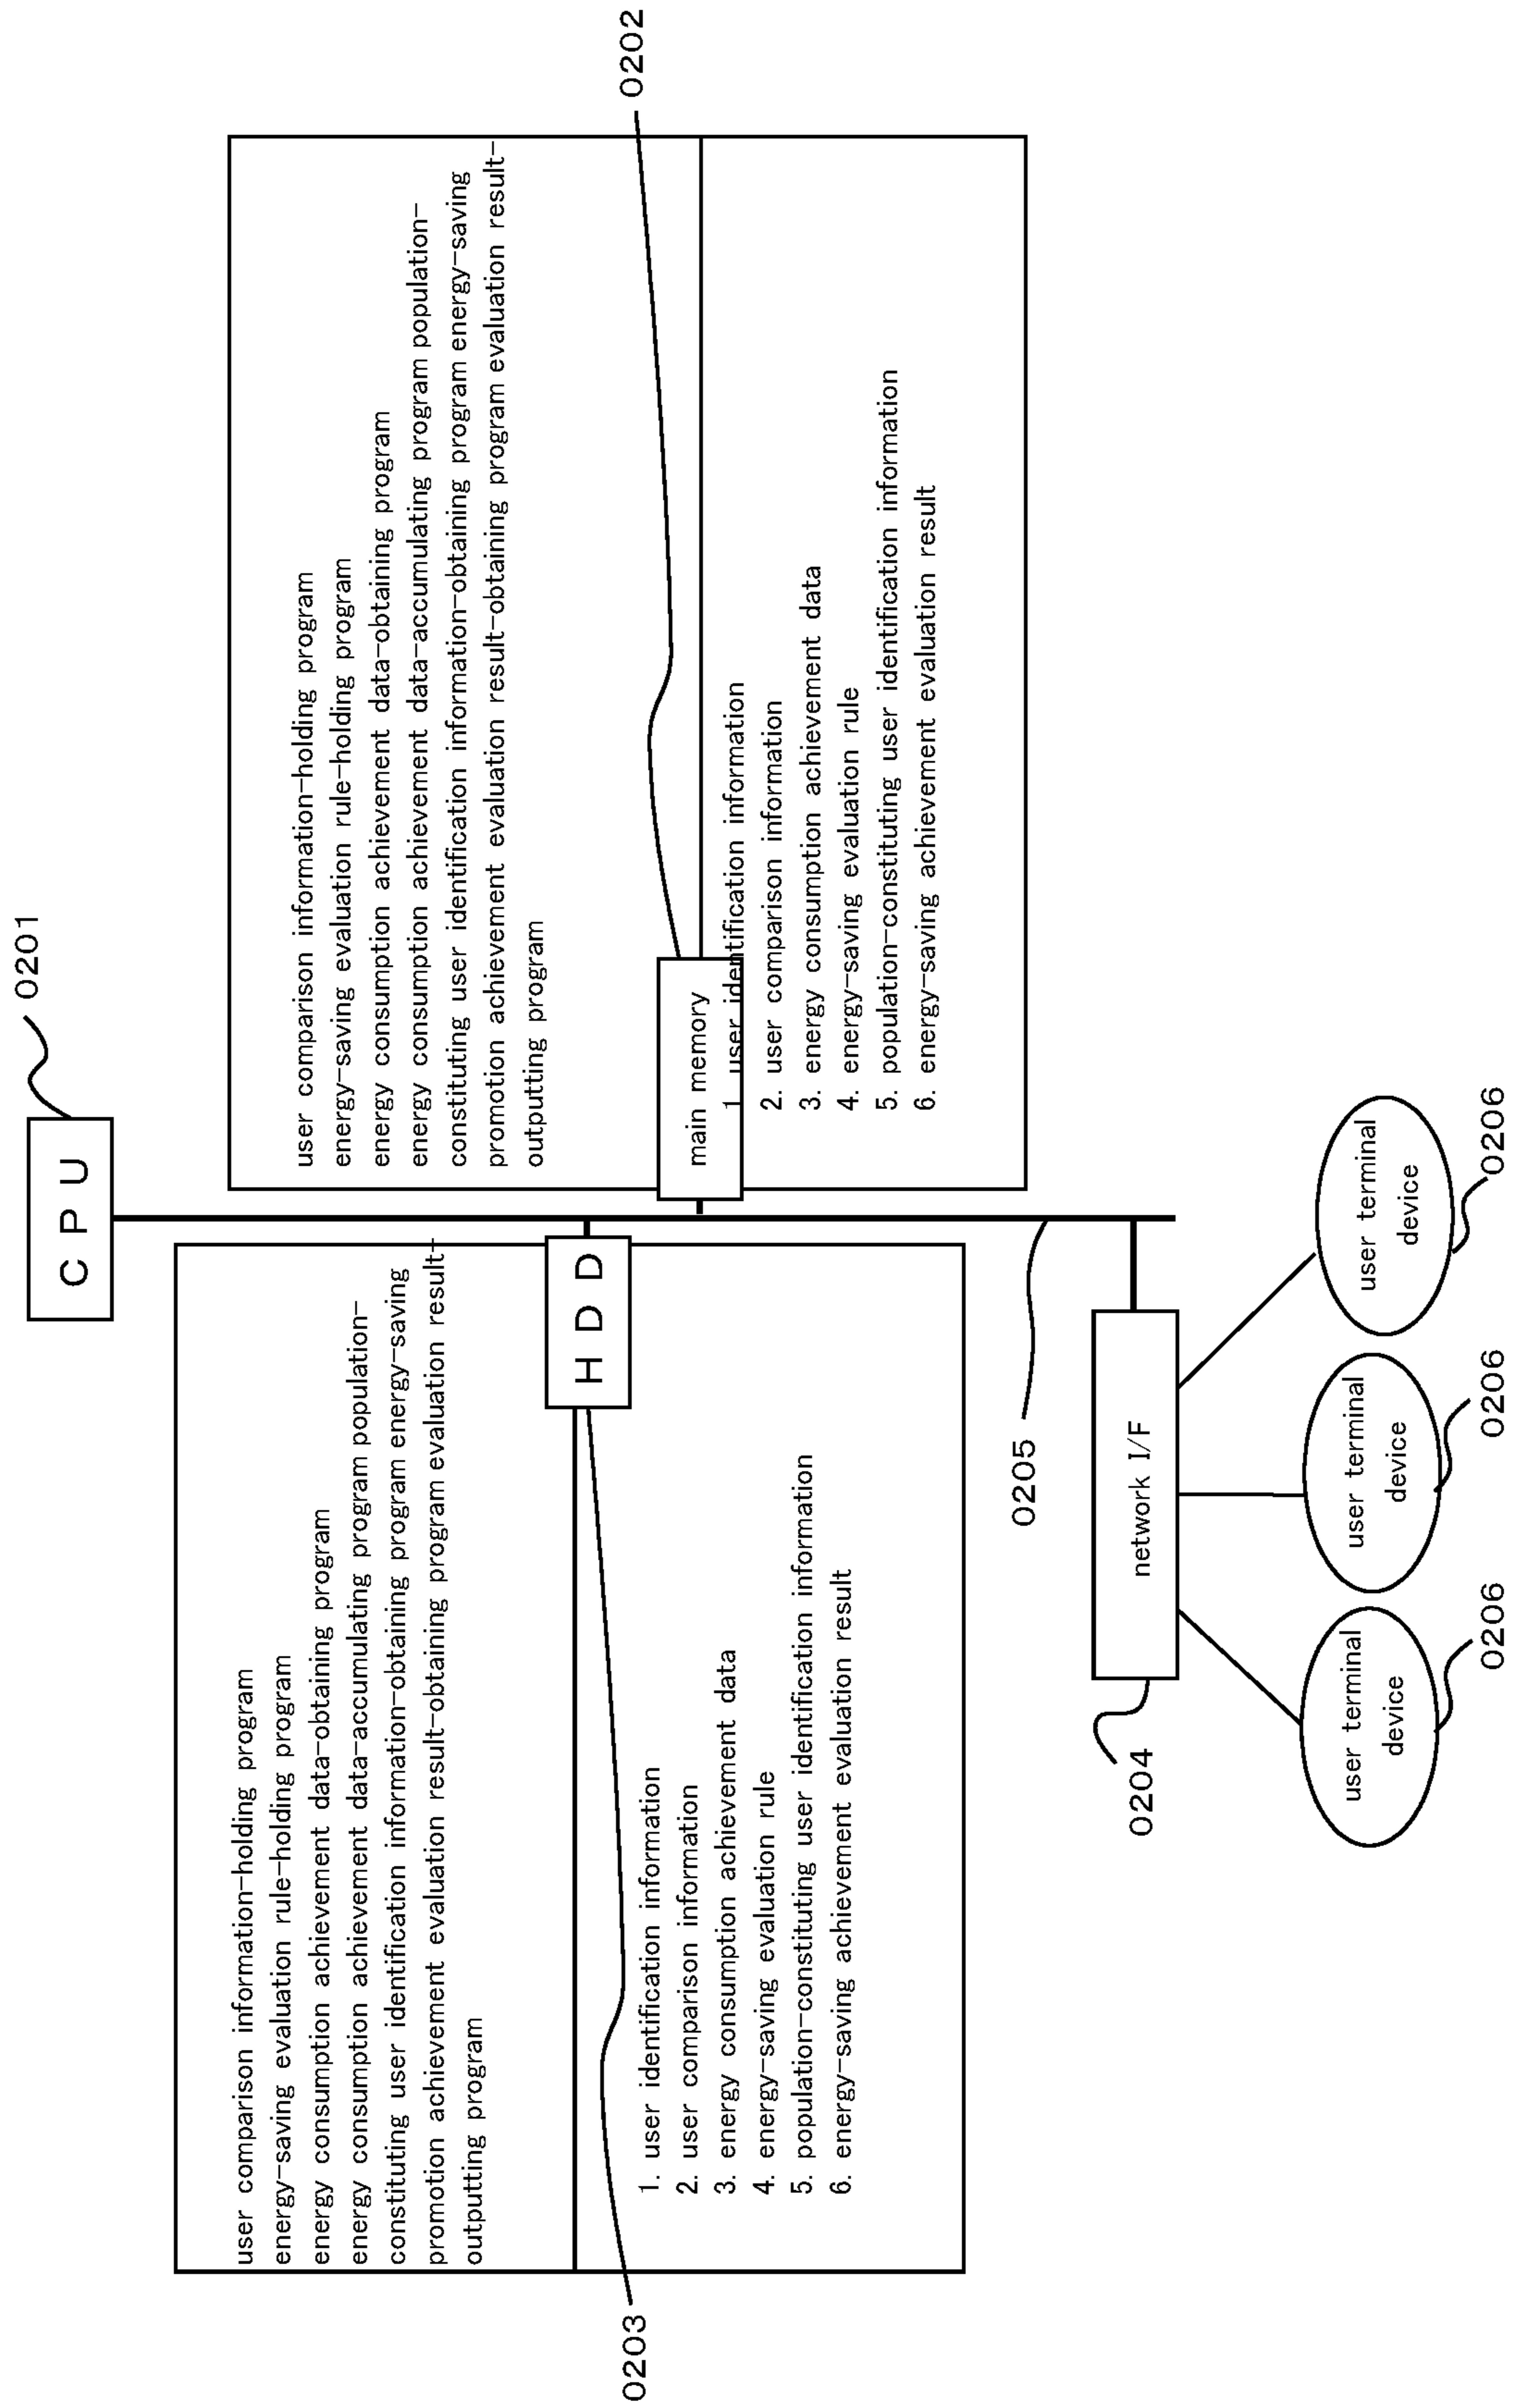 0201
C P U
user comparison information-holding program
energy-saving evaluation rule-holding program
energy consumption achievement data-obtaining program
energy consumption achievement data-accumulating program population-
constituting user identification information-obtaining program energy-saving
promotion achievement evaluation result-obtaining program evaluation result-
outputting program
H D D
1. user identification information
2. user comparison information
3. energy consumption achievement data
4. energy-saving evaluation rule
5. population-constituting user identification information
6. energy-saving achievement evaluation result
0203
user comparison information-holding program
energy-saving evaluation rule-holding program
energy consumption achievement data-obtaining program
energy consumption achievement data-accumulating program population-
constituting user identification information-obtaining program energy-saving
promotion achievement evaluation result-obtaining program evaluation result-
outputting program
0202
main memory
1. user identification information
2. user comparison information
3. energy consumption achievement data
4. energy-saving evaluation rule
5. population-constituting user identification information
6. energy-saving achievement evaluation result
0205
0204
network I/F
user terminal
device
0206
user terminal
device
0206
user terminal
device
0206